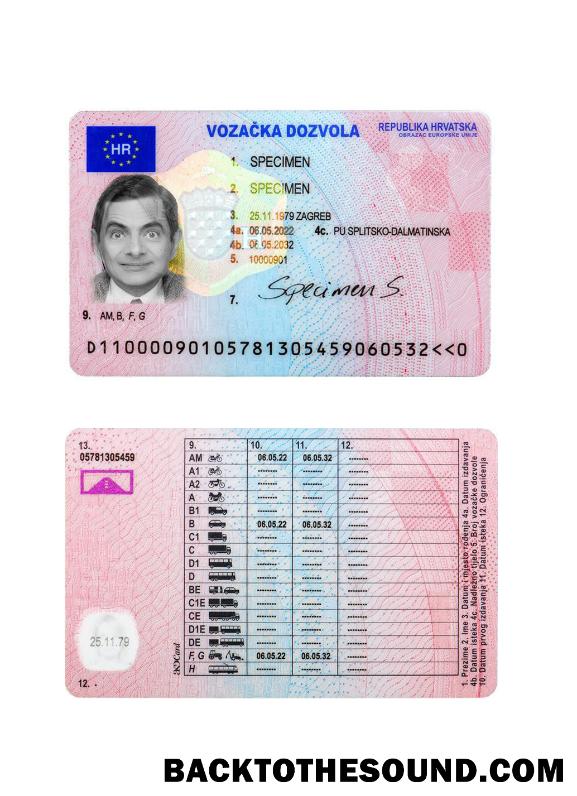 VOZAČKA DOZVOLA
REPUBLIKA HRVATSKA
OBRAZAC EUROPSKE UNIJE
HR
1. SPECIMEN
2. SPECIMEN
3. 25.11.1979 ZAGREB
4a. 06.05.2022 4c. PU SPLITSKO-DALMATINSKA
4b. 06.05.2032
5. 10000901
7. Specimen S.
9. AM, B, F, G
D11000090105781305459060532<<0
13.
05781305459
9. 10. 11. 12.
AM 06.05.22 06.05.32 -------
A1 ------- ------- -------
A2 ------- ------- -------
A ------- ------- -------
B1 ------- ------- -------
B 06.05.22 06.05.32 -------
C1 ------- ------- -------
C ------- ------- -------
D1 ------- ------- -------
D ------- ------- -------
BE ------- ------- -------
C1E ------- ------- -------
CE ------- ------- -------
D1E ------- ------- -------
DE ------- ------- -------
F, G 06.05.22 06.05.32 -------
H ------- ------- -------
25.11.79
12. .
1. Prezime 2. Ime 3. Datum i mjesto rođenja 4a. Datum izdavanja
4b. Datum isteka 4c. Nadležno tijelo 5. Broj vozačke dozvole
10. Datum prvog izdavanja 11. Datum isteka 12. Ograničenja
BACKTOTHESOUND.COM